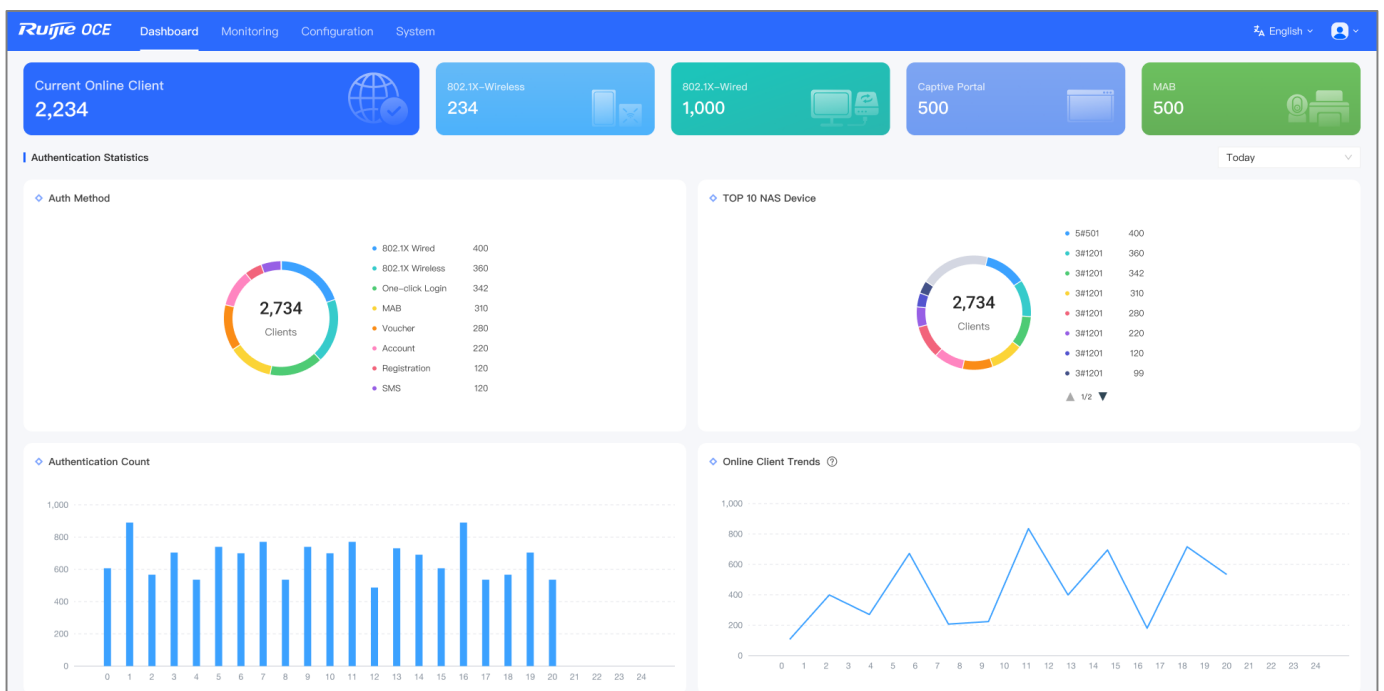 Ruijie OCE Dashboard Monitoring Configuration System English
Current Online Client
2,234
802.1X-Wireless
234
802.1X-Wired
1,000
Captive Portal
500
MAB
500
Authentication Statistics
Today
Auth Method
2,734
Clients
802.1X Wired 400
802.1X Wireless 360
One-click Login 342
MAB 310
Voucher 280
Account 220
Registration 120
SMS 120
TOP 10 NAS Device
2,734
Clients
5#501 400
3#1201 360
3#1201 342
3#1201 310
3#1201 280
3#1201 220
3#1201 120
3#1201 99
1/2
Authentication Count
1,000
800
600
400
200
0
0 1 2 3 4 5 6 7 8 9 10 11 12 13 14 15 16 17 18 19 20 21 22 23 24
Online Client Trends
1,000
800
600
400
200
0
0 1 2 3 4 5 6 7 8 9 10 11 12 13 14 15 16 17 18 19 20 21 22 23 24